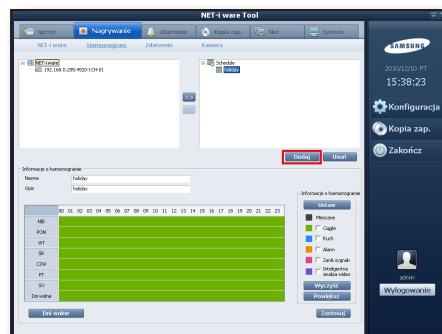 NET-i ware Tool
Sprzęt
Nagrywanie
Zdarzenie
Kopia zap.
Sieć
System
NET-i ware
Harmonogram
Zdarzenie
Kamera
NET-i ware
192.168.0.205-4520-1CH-01
Schedule
holiday
>>
Dodaj
Usuń
Informacje o harmonogramie
Nazwa
holiday
Opis
holiday
00 01 02 03 04 05 06 07 08 09 10 11 12 13 14 15 16 17 18 19 20 21 22 23
NIE
PON
WT
ŚR
CZW
PT
SO
Dni wolne
Informacje o harmonogramie
Ustaw
Mieszane
Ciągłe
Ruch
Alarm
Zanik sygnału
Inteligentna
analiza wideo
Wyczyść
Powiększ
Dni wolne
Zastosuj
SAMSUNG
2010/12/10 PT
15:38:23
Konfiguracja
Kopia zap.
Zakończ
admin
Wylogowanie